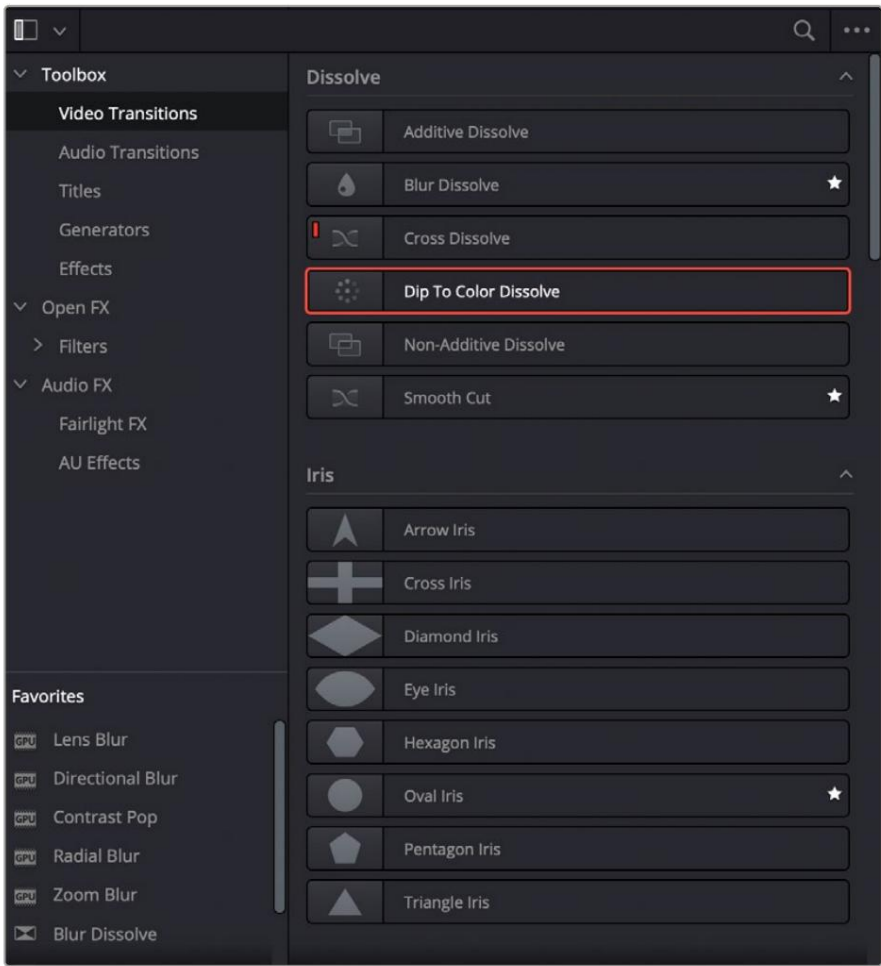 Toolbox
Video Transitions
Audio Transitions
Titles
Generators
Effects
Open FX
Filters
Audio FX
Fairlight FX
AU Effects
Favorites
GPU Lens Blur
GPU Directional Blur
GPU Contrast Pop
GPU Radial Blur
GPU Zoom Blur
Blur Dissolve
Dissolve
Additive Dissolve
Blur Dissolve
Cross Dissolve
Dip To Color Dissolve
Non-Additive Dissolve
Smooth Cut
Iris
Arrow Iris
Cross Iris
Diamond Iris
Eye Iris
Hexagon Iris
Oval Iris
Pentagon Iris
Triangle Iris